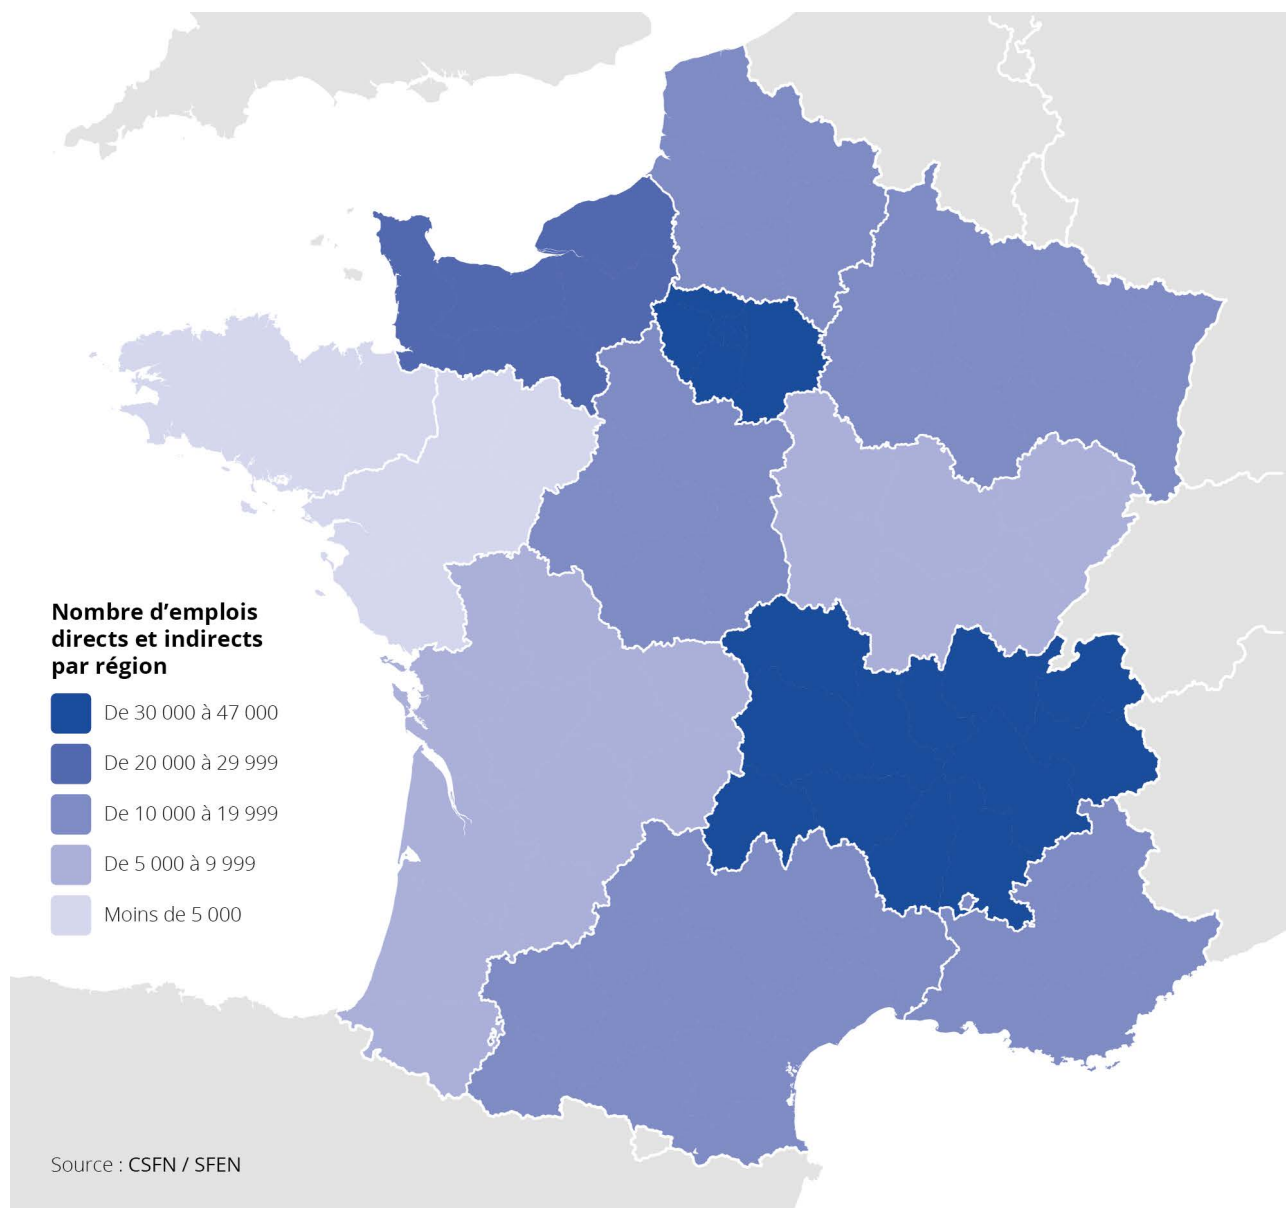 Nombre d’emplois
directs et indirects
par région
De 30 000 à 47 000
De 20 000 à 29 999
De 10 000 à 19 999
De 5 000 à 9 999
Moins de 5 000
Source : CSFN / SFEN